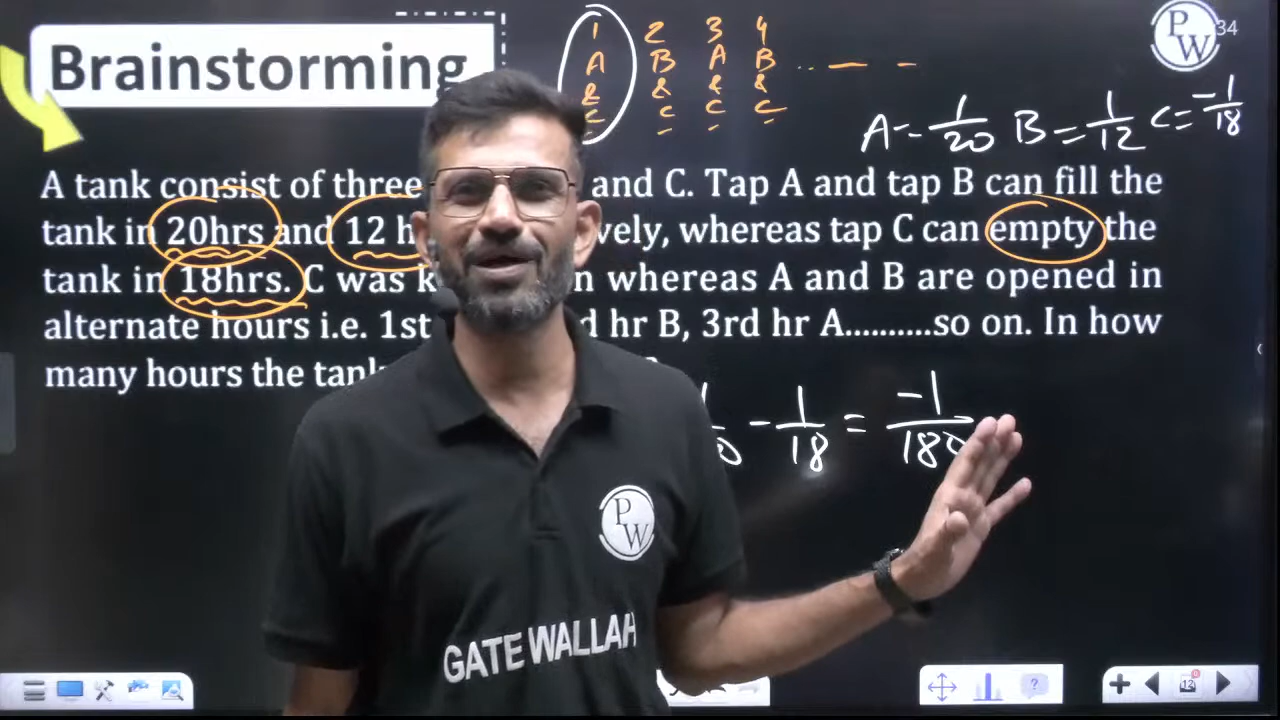 Brainstorming
1 2 3 4
A B A B .. — -
& & & &
C C C C
PW
34
A = 1/20 B = 1/12 C = -1/18
A tank consist of three and C. Tap A and tap B can fill the
tank in 20hrs and 12 whereas tap C can empty the
tank in 18hrs. C was whereas A and B are opened in
alternate hours i.e. 1st hr B, 3rd hr A..........so on. In how
many hours the
- 1/18 = -1/180
PW
GATE WALLAH